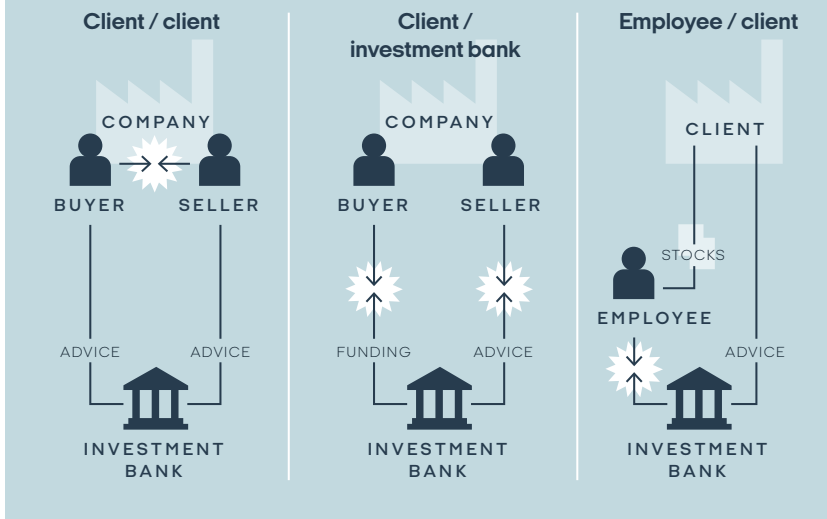 Client / client
COMPANY
BUYER
SELLER
ADVICE
ADVICE
INVESTMENT
BANK
Client /
investment bank
COMPANY
BUYER
SELLER
FUNDING
ADVICE
INVESTMENT
BANK
Employee / client
CLIENT
STOCKS
EMPLOYEE
ADVICE
INVESTMENT
BANK